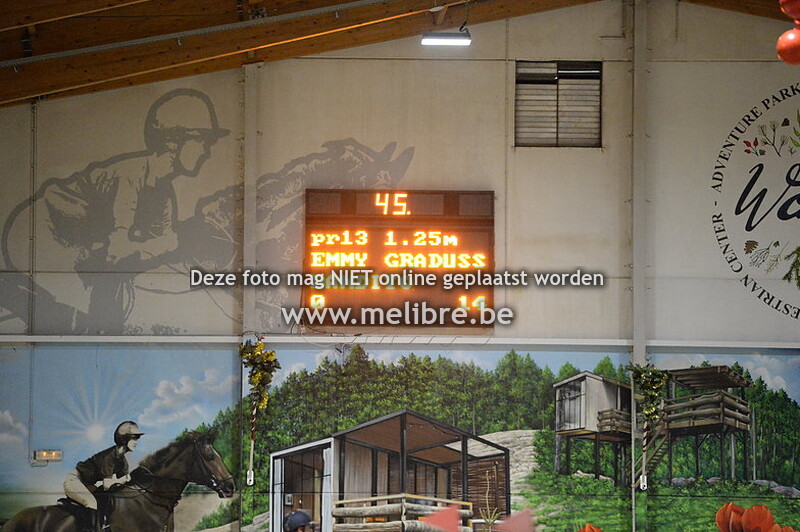 45.
pr13 1.25m
EMMY GRADUSS
0 14
Deze foto mag NIET online geplaatst worden
www.melibre.be
ADVENTURE PARK
EQUESTRIAN CENTER -